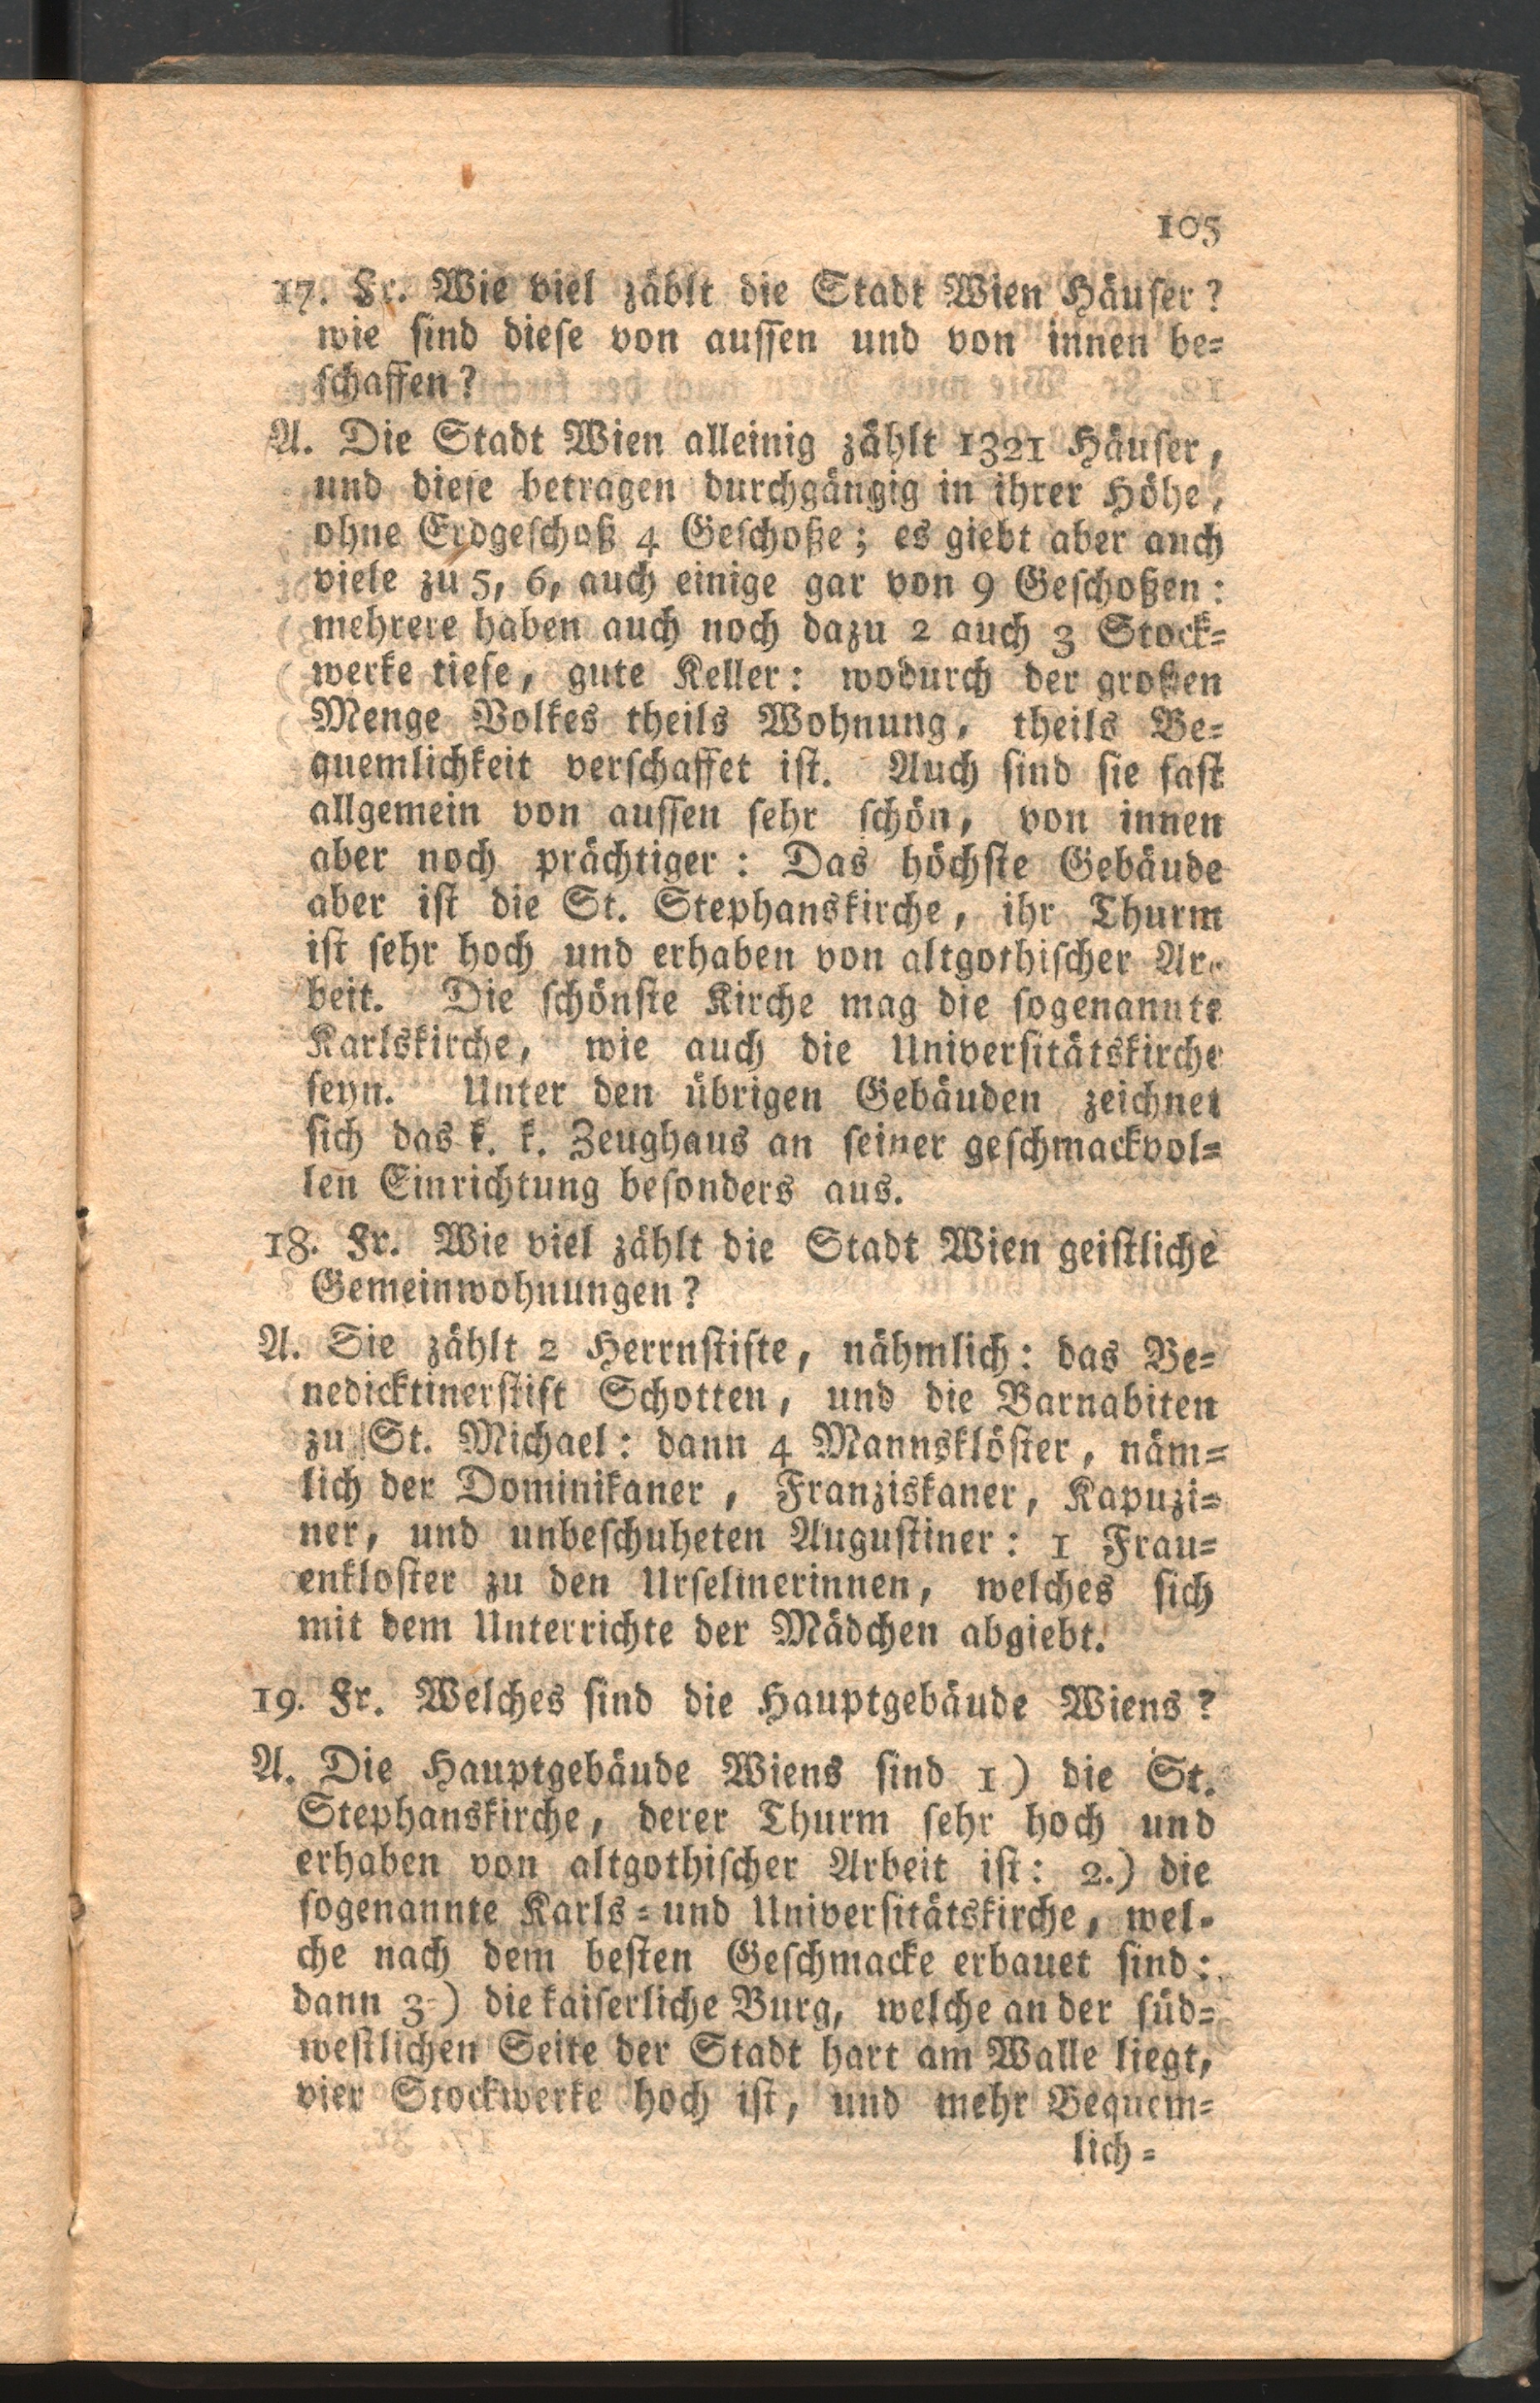 105
17. Fr. Wie viel zählt die Stadt Wien Häuser?
wie sind diese von aussen und von innen be=
schaffen?
A. Die Stadt Wien alleinig zählt 1321 Häuser,
und diese betragen durchgängig in ihrer Höhe,
ohne Erdgeschoß 4 Geschoße; es giebt aber auch
viele zu 5, 6, auch einige gar von 9 Geschoßen:
mehrere haben auch noch dazu 2 auch 3 Stock=
werke tiefe, gute Keller: wodurch der großen
Menge Volkes theils Wohnung, theils Be=
quemlichkeit verschaffet ist. Auch sind sie fast
allgemein von aussen sehr schön, von innen
aber noch prächtiger: Das höchste Gebäude
aber ist die St. Stephanskirche, ihr Thurm
ist sehr hoch und erhaben von altgothischer Ar=
beit. Die schönste Kirche mag die sogenannte
Karlskirche, wie auch die Universitätskirche
seyn. Unter den übrigen Gebäuden zeichnet
sich das k. k. Zeughaus an seiner geschmackvol=
len Einrichtung besonders aus.
18. Fr. Wie viel zählt die Stadt Wien geistliche
Gemeinwohnungen?
A. Sie zählt 2 Herrnstifte, nähmlich: das Be=
nedicktinerstift Schotten, und die Barnabiten
zu St. Michael: dann 4 Mannsklöster, näm=
lich der Dominikaner, Franziskaner, Kapuzi=
ner, und unbeschuheten Augustiner: 1 Frau=
enkloster zu den Urselinerinnen, welches sich
mit dem Unterrichte der Mädchen abgiebt.
19. Fr. Welches sind die Hauptgebäude Wiens?
A. Die Hauptgebäude Wiens sind 1) die St.
Stephanskirche, derer Thurm sehr hoch und
erhaben von altgothischer Arbeit ist: 2.) die
sogenannte Karls= und Universitätskirche, wel=
che nach dem besten Geschmacke erbauet sind:
dann 3.) die kaiserliche Burg, welche an der süd=
westlichen Seite der Stadt hart am Walle liegt,
vier Stockwerke hoch ist, und mehr Bequem=
lich=